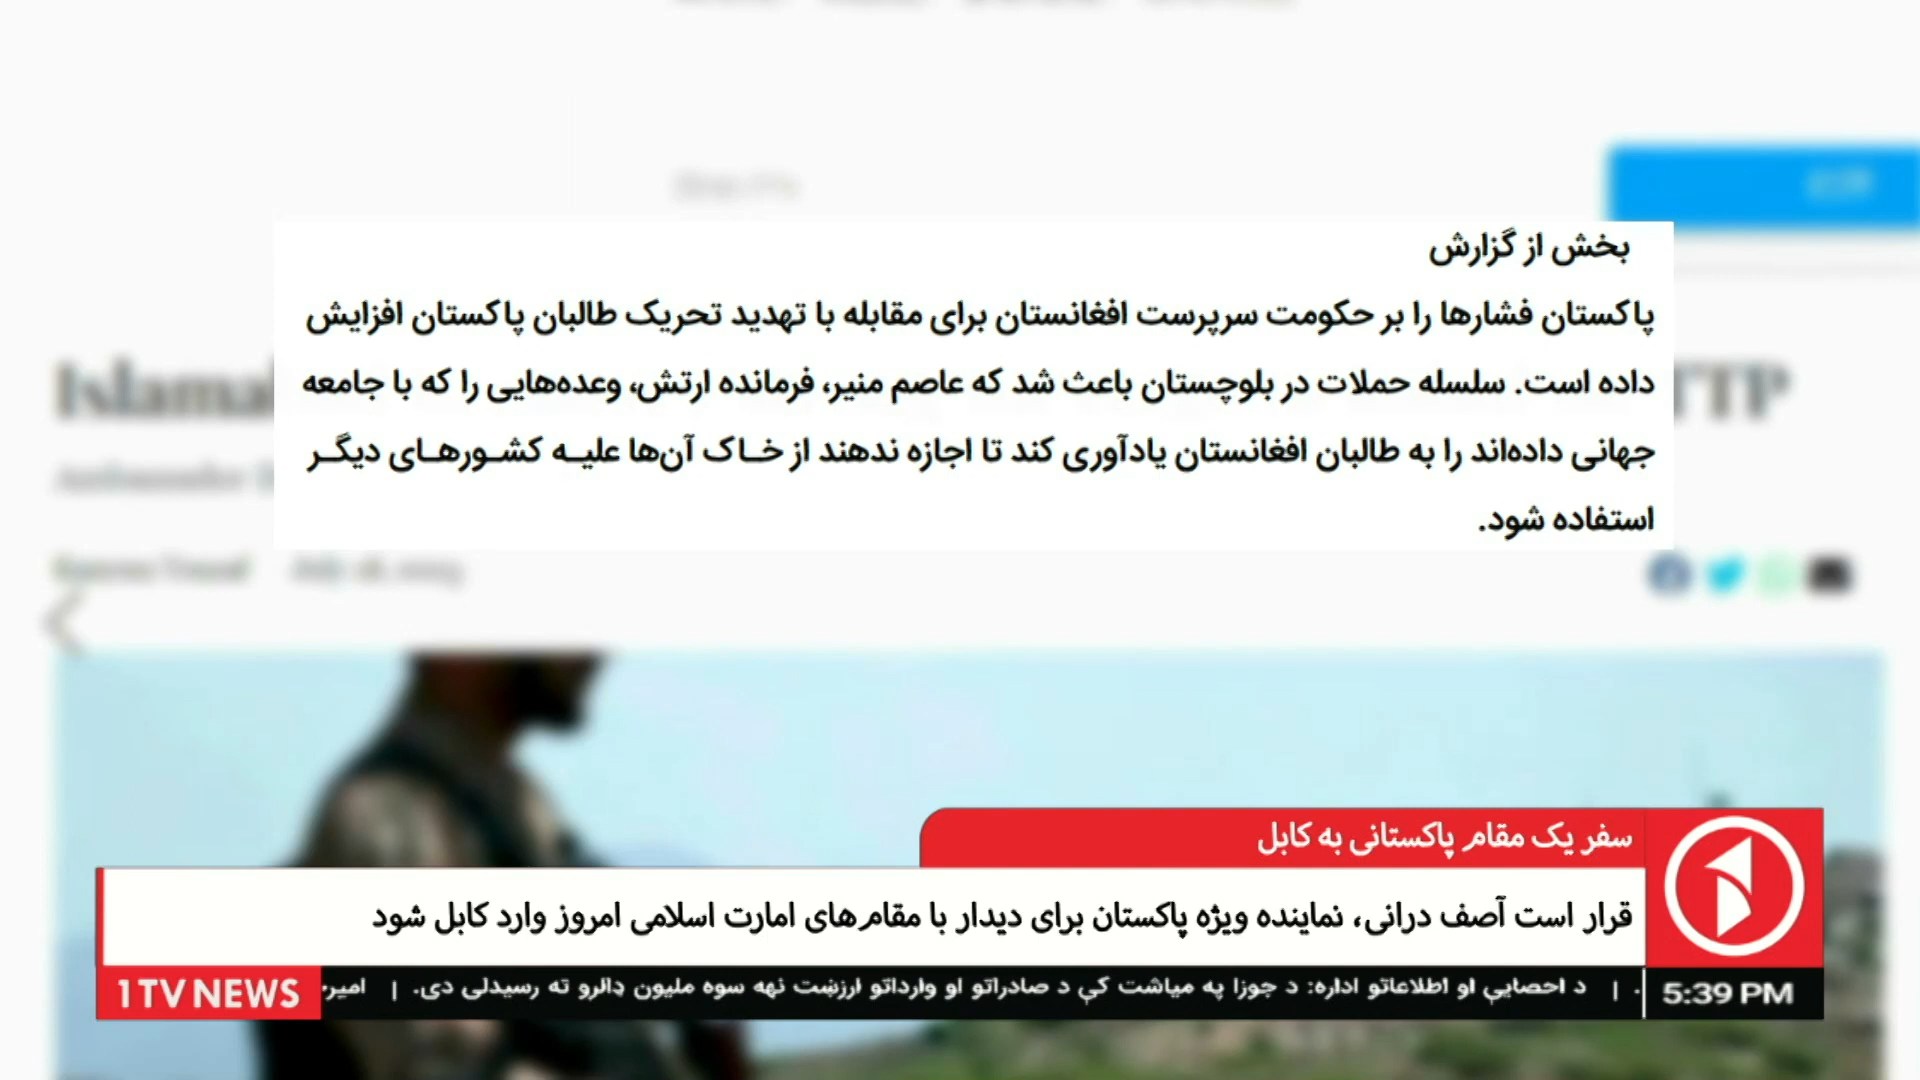 بخش از گزارش
پاکستان فشارها را بر حکومت سرپرست افغانستان برای مقابله با تهدید تحریک طالبان پاکستان افزایش
داده است. سلسله حملات در بلوچستان باعث شد که عاصم منیر، فرمانده ارتش، وعده‌هایی را که با جامعه
جهانی داده‌اند را به طالبان افغانستان یادآوری کند تا اجازه ندهند از خـاک آن‌ها علیـه کشـورهـای دیگـر
استفاده شود.
Islamal
TTP
سفر یک مقام پاکستانی به کابل
قرار است آصف درانی، نماینده ویژه پاکستان برای دیدار با مقام‌های امارت اسلامی امروز وارد کابل شود
1TV NEWS
. | د احصایې او اطلاعاتو اداره: د جوزا په میاشت کې د صادراتو او وارداتو ارزښت نهه سوه ملیون ډالرو ته رسیدلی دی. |
5:39 PM